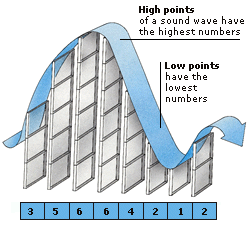 High points
of a sound wave have
the highest numbers
Low points
have the
lowest
numbers
3 5 6 6 4 2 1 2